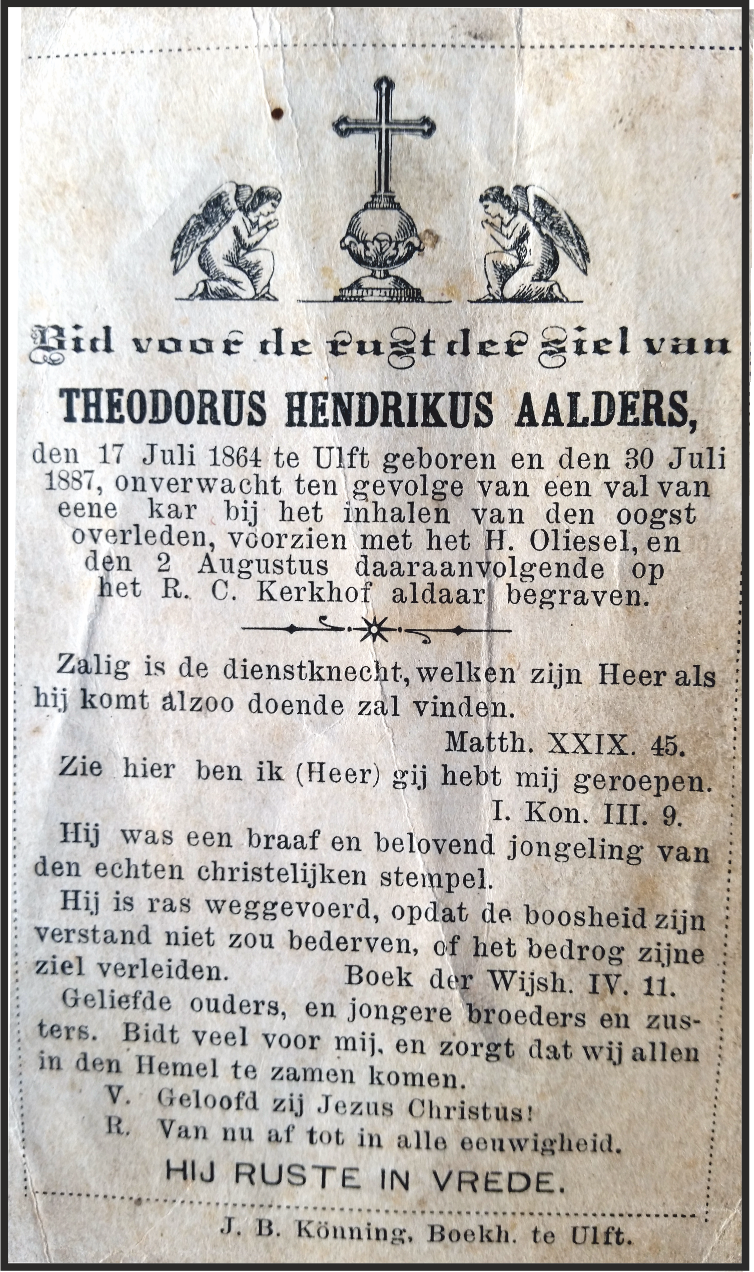 Bid voor de rust der ziel van
THEODORUS HENDRIKUS AALDERS,
den 17 Juli 1864 te Ulft geboren en den 30 Juli
1887, onverwacht ten gevolge van een val van
eene kar bij het inhalen van den oogst
overleden, voorzien met het H. Oliesel, en
den 2 Augustus daaraanvolgende op
het R. C. Kerkhof aldaar begraven.
Zalig is de dienstknecht, welken zijn Heer als
hij komt alzoo doende zal vinden.
Matth. XXIX. 45.
Zie hier ben ik (Heer) gij hebt mij geroepen.
I. Kon. III. 9.
Hij was een braaf en belovend jongeling van
den echten christelijken stempel.
Hij is ras weggevoerd, opdat de boosheid zijn
verstand niet zou bederven, of het bedrog zijne
ziel verleiden. Boek der Wijsh. IV. 11.
Geliefde ouders, en jongere broeders en zus-
ters. Bidt veel voor mij, en zorgt dat wij allen
in den Hemel te zamen komen.
V. Geloofd zij Jezus Christus!
R. Van nu af tot in alle eeuwigheid.
HIJ RUSTE IN VREDE.
J. B. Könning, Boekh. te Ulft.